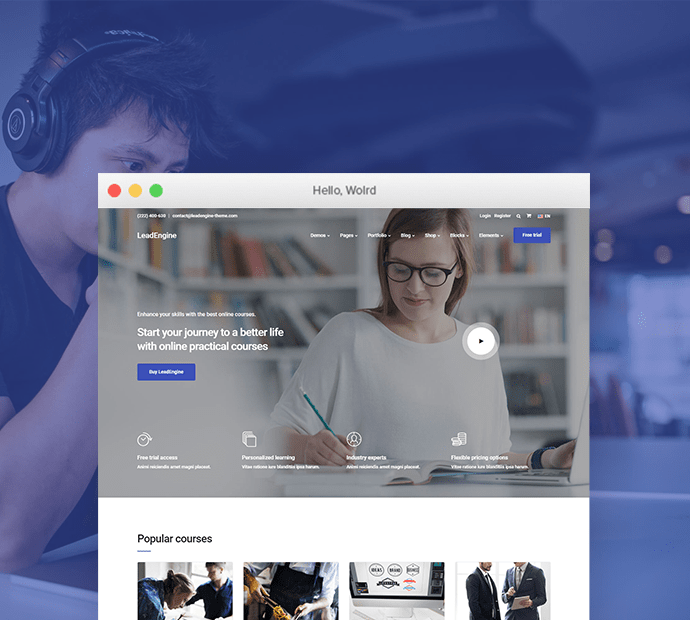 Hello, Wolrd
(222) 400-630 | contact@leadengine-theme.com
Login Register EN
LeadEngine
Demos Pages Portfolio Blog Shop Blocks Elements Free trial
Enhance your skills with the best online courses.
Start your journey to a better life
with online practical courses
Buy LeadEngine
Free trial access Personalized learning Industry experts Flexible pricing options
Animi reiciendis amet magni placeat. Vitae ratione iure blanditiis ipsa harum. Animi reiciendis amet magni placeat. Vitae ratione iure blanditiis ipsa harum.
Popular courses
IDEAS BRAND